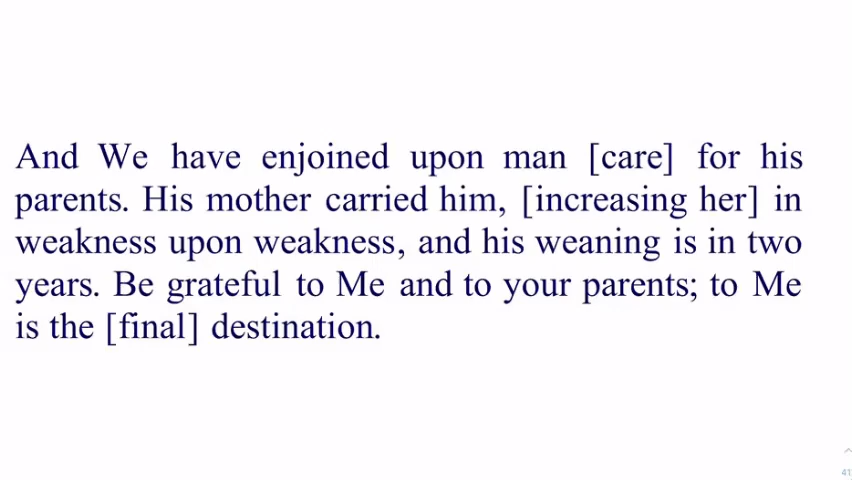 And We have enjoined upon man [care] for his
parents. His mother carried him, [increasing her] in
weakness upon weakness, and his weaning is in two
years. Be grateful to Me and to your parents; to Me
is the [final] destination.
41